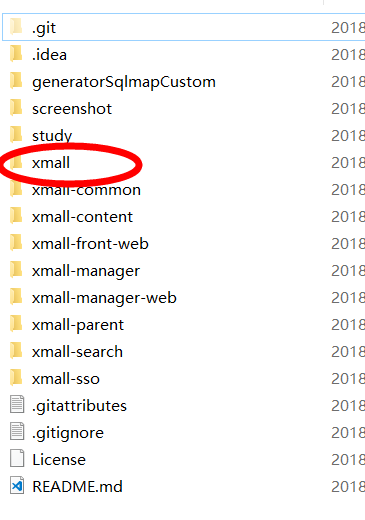 .git 2018
.idea 2018
generatorSqlmapCustom 2018
screenshot 2018
study 2018
xmall 2018
xmall-common 2018
xmall-content 2018
xmall-front-web 2018
xmall-manager 2018
xmall-manager-web 2018
xmall-parent 2018
xmall-search 2018
xmall-sso 2018
.gitattributes 2018
.gitignore 2018
License 2018
README.md 2018